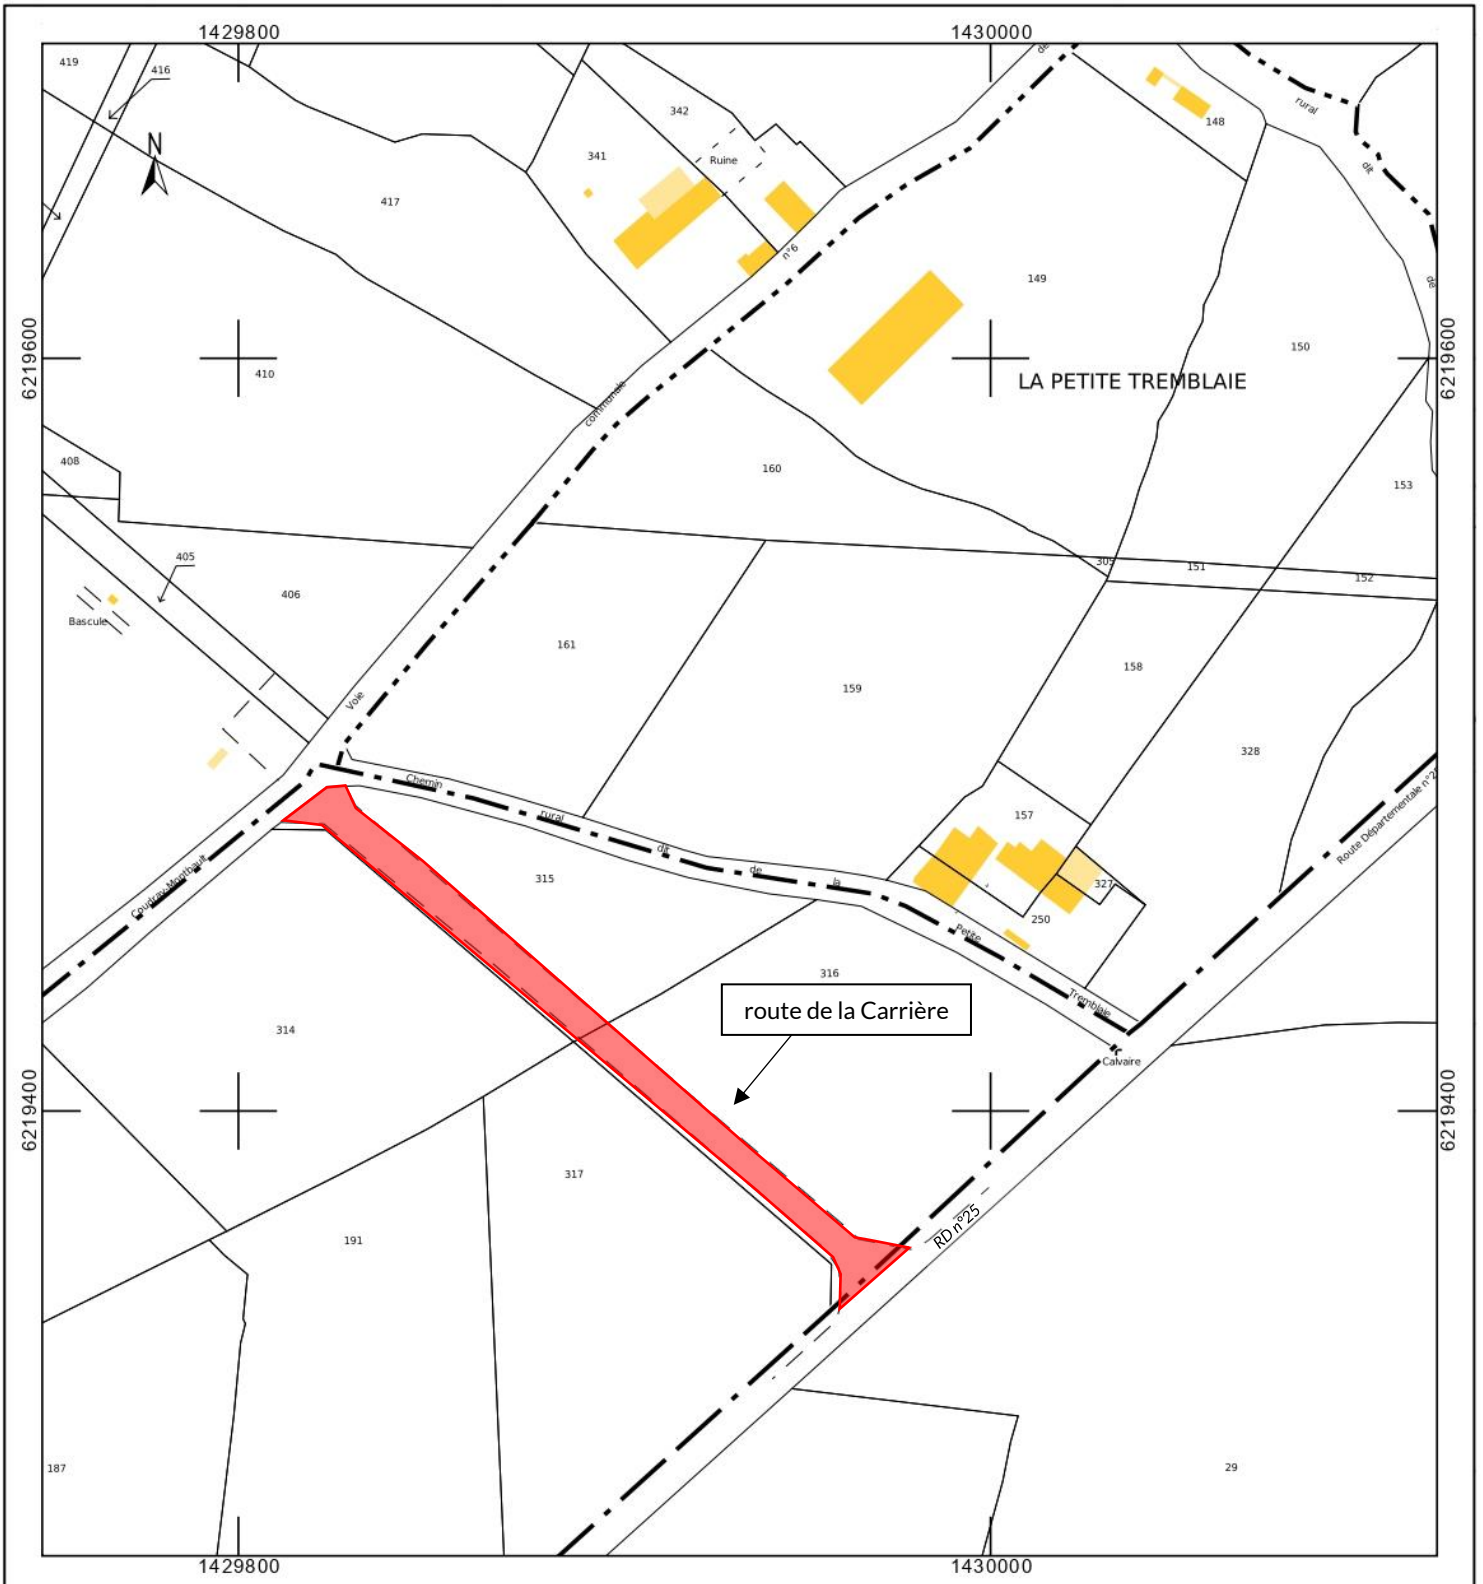 1429800
1430000
419
416
N
342
341
Ruine
417
148
rural
dit
de
de
n°6
149
150
6219600
6219600
LA PETITE TREMBLAIE
410
communale
408
160
153
405
305
151
152
406
Bascule
161
158
159
Voie
328
Chemin
rural
dit
de
la
Petite
Tremblaie
157
Route Départementale n°2
327
Coudray-Montbault
315
250
316
route de la Carrière
314
Calvaire
6219400
6219400
317
RD n°25
191
187
29
1429800
1430000